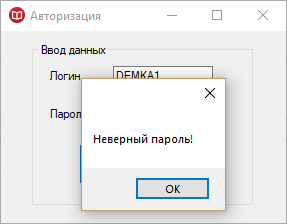 Авторизация
Ввод данных
Логин
DEMKA1
Парол
Неверный пароль!
OK